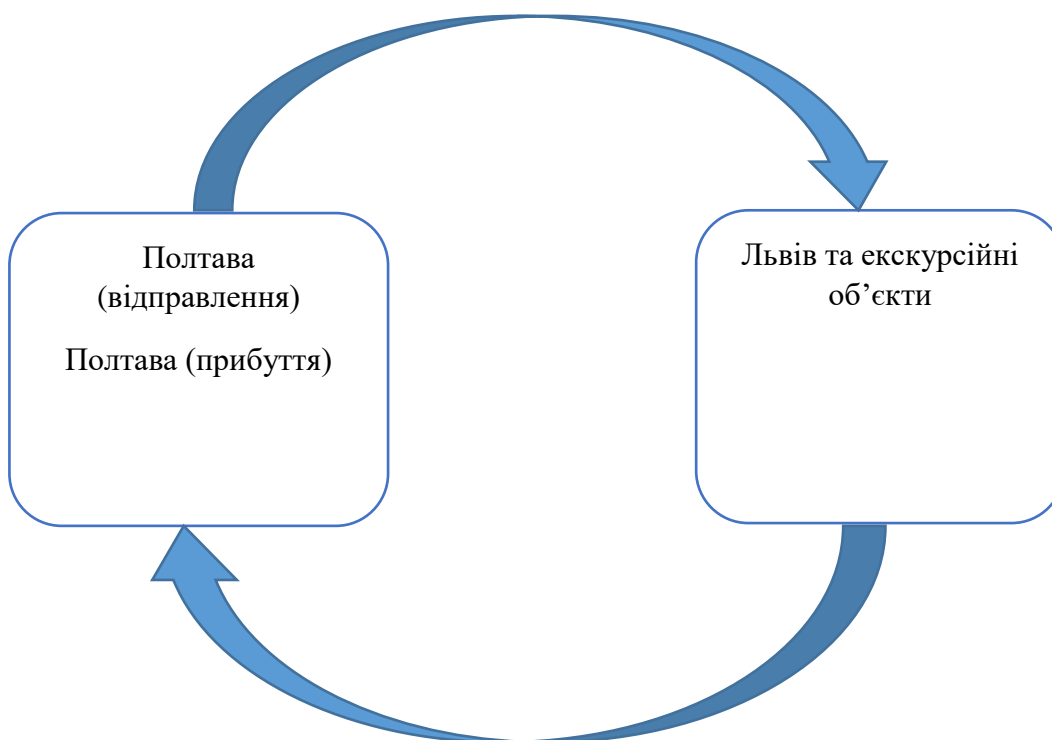 Полтава
(відправлення)
Полтава (прибуття)
Львів та екскурсійні
об’єкти